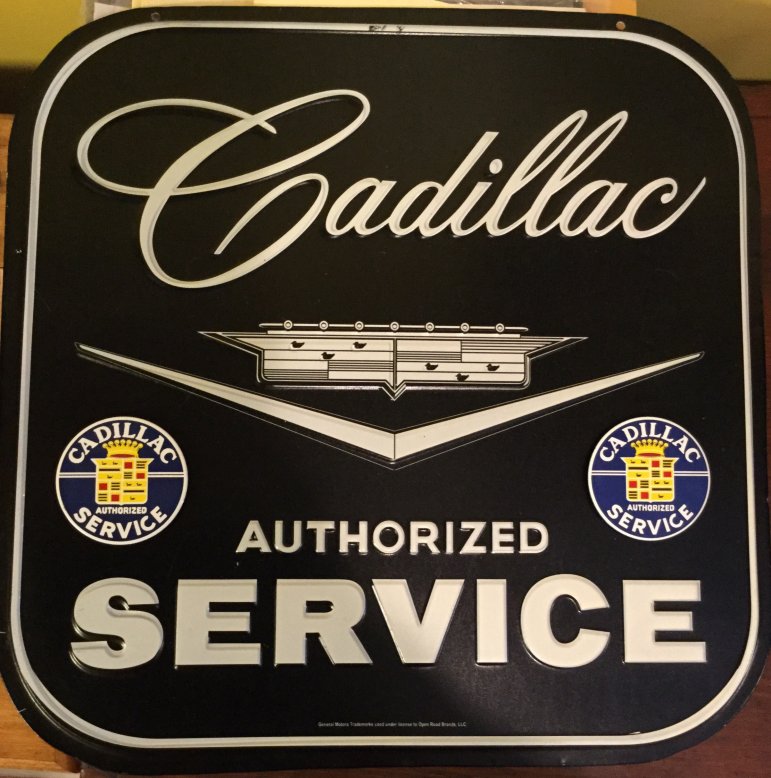 Cadillac
CADILLAC
AUTHORIZED
SERVICE
CADILLAC
AUTHORIZED
SERVICE
AUTHORIZED
SERVICE
General Motors Trademarks used under license to Open Road Brands, LLC